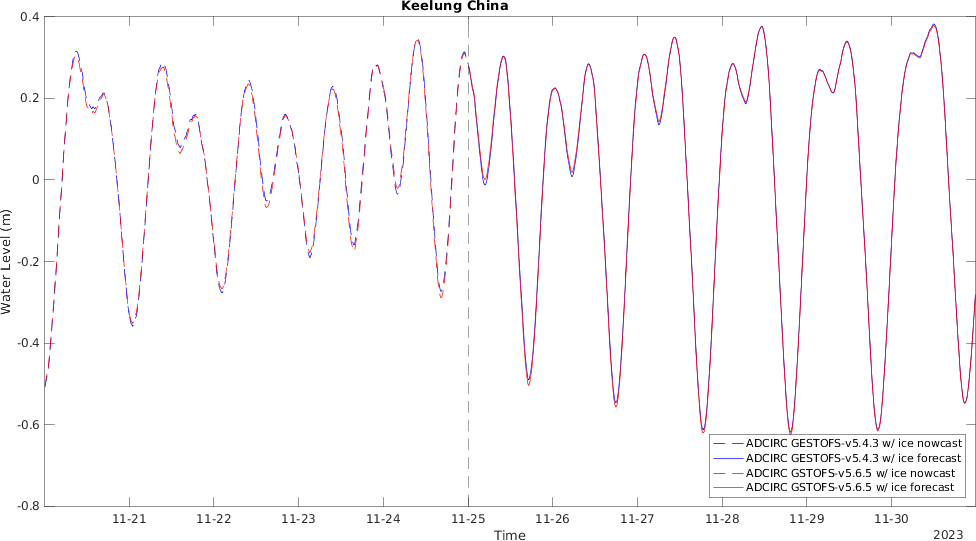 Keelung China
0.4
0.2
0
-0.2
-0.4
-0.6
-0.8
Water Level (m)
ADCIRC GESTOFS-v5.4.3 w/ ice nowcast
ADCIRC GESTOFS-v5.4.3 w/ ice forecast
ADCIRC GSTOFS-v5.6.5 w/ ice nowcast
ADCIRC GSTOFS-v5.6.5 w/ ice forecast
11-21 11-22 11-23 11-24 11-25 11-26 11-27 11-28 11-29 11-30
Time
2023